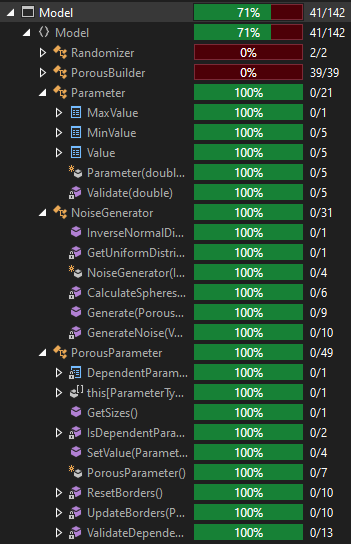 Model 71% 41/142
Model 71% 41/142
Randomizer 0% 2/2
PorousBuilder 0% 39/39
Parameter 100% 0/21
MaxValue 100% 0/1
MinValue 100% 0/5
Value 100% 0/5
Parameter(doubl... 100% 0/5
Validate(double) 100% 0/5
NoiseGenerator 100% 0/31
InverseNormalDi... 100% 0/1
GetUniformDistri... 100% 0/1
NoiseGenerator(I... 100% 0/4
CalculateSpheres... 100% 0/6
Generate(Porous... 100% 0/9
GenerateNoise(V... 100% 0/10
PorousParameter 100% 0/49
DependentParam... 100% 0/1
this[ParameterTy... 100% 0/1
GetSizes() 100% 0/1
IsDependentPara... 100% 0/2
SetValue(Paramet... 100% 0/4
PorousParameter() 100% 0/7
ResetBorders() 100% 0/10
UpdateBorders(P... 100% 0/10
ValidateDepende... 100% 0/13